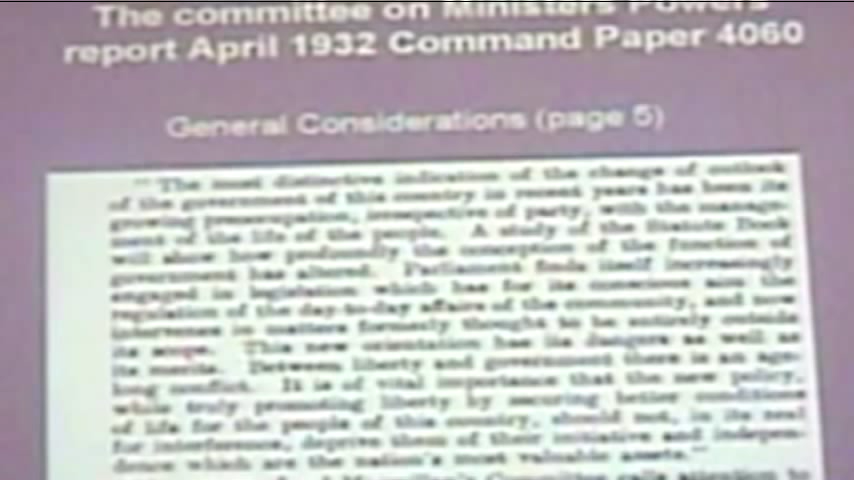 The committee on Ministers Powers
report April 1932 Command Paper 4060
General Considerations (page 5)
" The most distinctive indication of the change of outlook
of the government of this country in recent years has been its
growing preoccupation, irrespective of party, with the manage-
ment of the life of the people. A study of the Statute Book
will show how profoundly the conception of the function of
government has altered. Parliament finds itself increasingly
engaged in legislation which has for its conscious aim the
regulation of the day-to-day affairs of the community, and now
intervenes in matters formerly thought to be entirely outside
its scope. This new orientation has its dangers as well as
its merits. Between liberty and government there is an age-
long conflict. It is of vital importance that the new policy,
while truly promoting liberty by securing better conditions
of life for the people of this country, should not, in its zeal
for interference, deprive them of their initiative and indepen-
dence which are the nation's most valuable assets."
Committee calls attention to